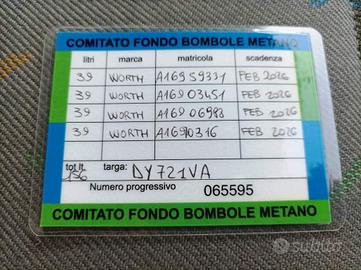 COMITATO FONDO BOMBOLE METANO
litri marca matricola scadenza
39 WORTH A16959331 FEB 2026
39 WORTH A16903451 FEB 2026
39 WORTH A16906983 FEB 2026
39 WORTH A16970316 FEB 2026
tot lt. 156 targa: DY721VA
Numero progressivo 065595
COMITATO FONDO BOMBOLE METANO
subito